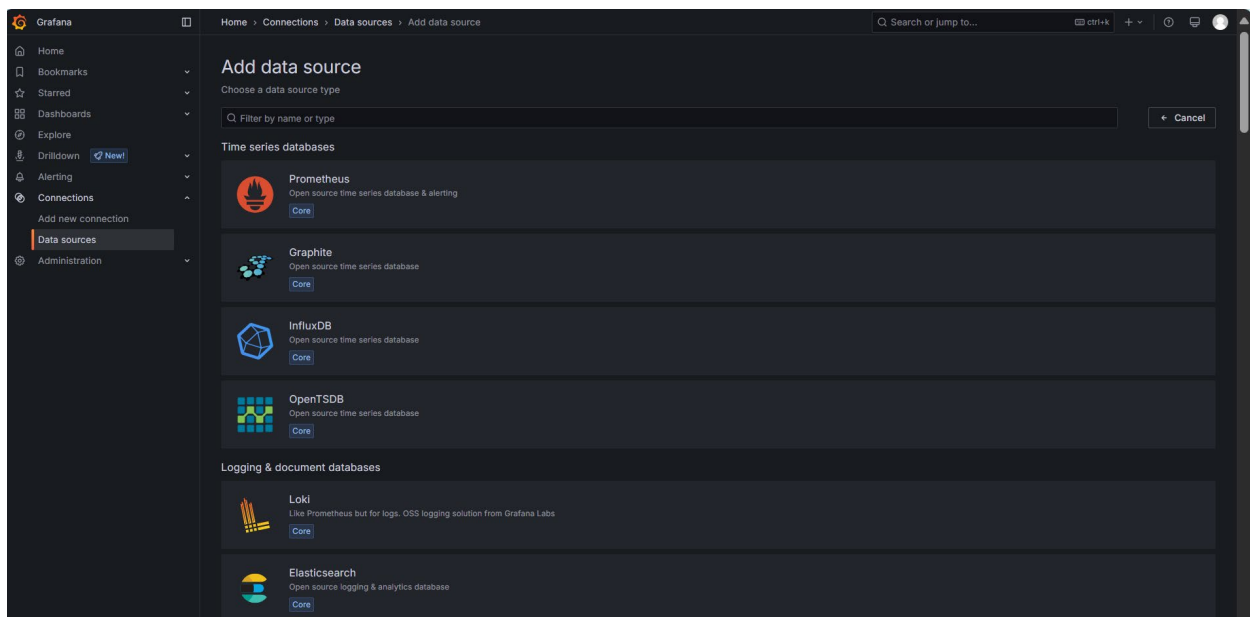 Grafana
Home > Connections > Data sources > Add data source
Search or jump to...
ctrl+k
Home
Bookmarks
Starred
Dashboards
Explore
Drilldown New!
Alerting
Connections
Add new connection
Data sources
Administration
Add data source
Choose a data source type
Filter by name or type
Cancel
Time series databases
Prometheus
Open source time series database & alerting
Core
Graphite
Open source time series database
Core
InfluxDB
Open source time series database
Core
OpenTSDB
Open source time series database
Core
Logging & document databases
Loki
Like Prometheus but for logs. OSS logging solution from Grafana Labs
Core
Elasticsearch
Open source logging & analytics database
Core